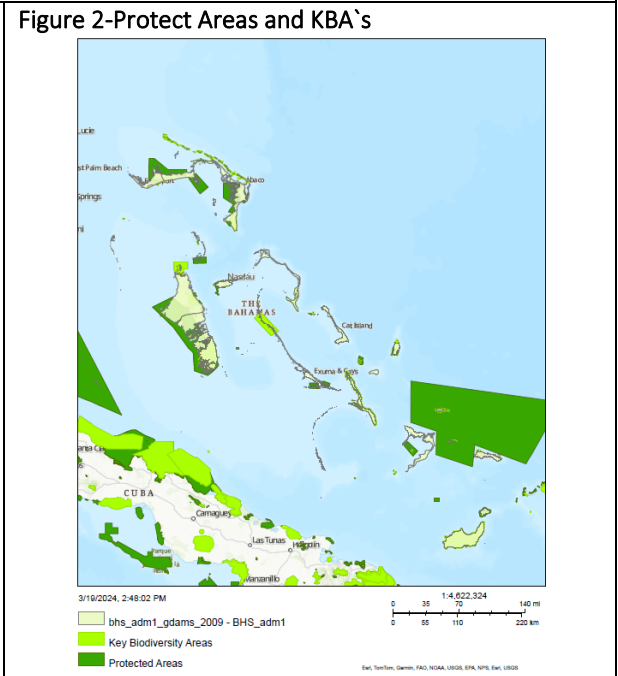 Figure 2-Protect Areas and KBA`s
Lucie
st Palm Beach
Abaco
Springs
Nassau
THE
BAHAMAS
Cat Island
Exuma & Cays
CUBA
Camaguey
Las Tunas
Holguín
Manzanillo
3/19/2024, 2:48:02 PM
1:4,622,324
0 35 70 140 mi
0 55 110 220 km
bhs_adm1_gdams_2009 - BHS_adm1
Key Biodiversity Areas
Protected Areas
Esri, TomTom, Garmin, FAO, NOAA, USGS, EPA, NPS, Esri, USGS